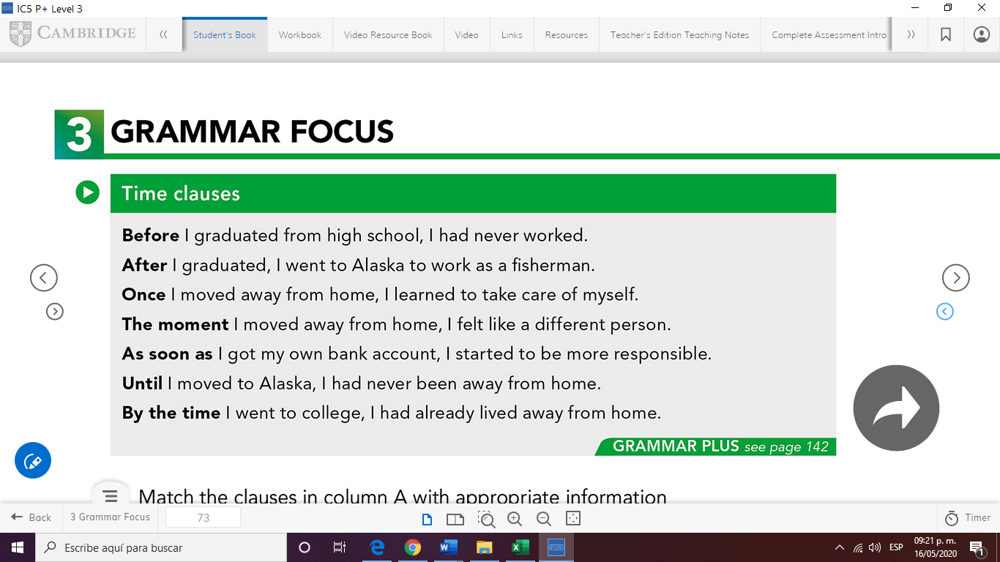 IC5 P+ Level 3
CAMBRIDGE
Student's Book
Workbook
Video Resource Book
Video
Links
Resources
Teacher's Edition Teaching Notes
Complete Assessment Intro
3 GRAMMAR FOCUS
Time clauses
Before I graduated from high school, I had never worked.
After I graduated, I went to Alaska to work as a fisherman.
Once I moved away from home, I learned to take care of myself.
The moment I moved away from home, I felt like a different person.
As soon as I got my own bank account, I started to be more responsible.
Until I moved to Alaska, I had never been away from home.
By the time I went to college, I had already lived away from home.
GRAMMAR PLUS see page 142
Match the clauses in column A with appropriate information
Back
3 Grammar Focus
73
Timer
Escribe aquí para buscar
PLUS
ESP
09:21 p. m.
16/05/2020
1